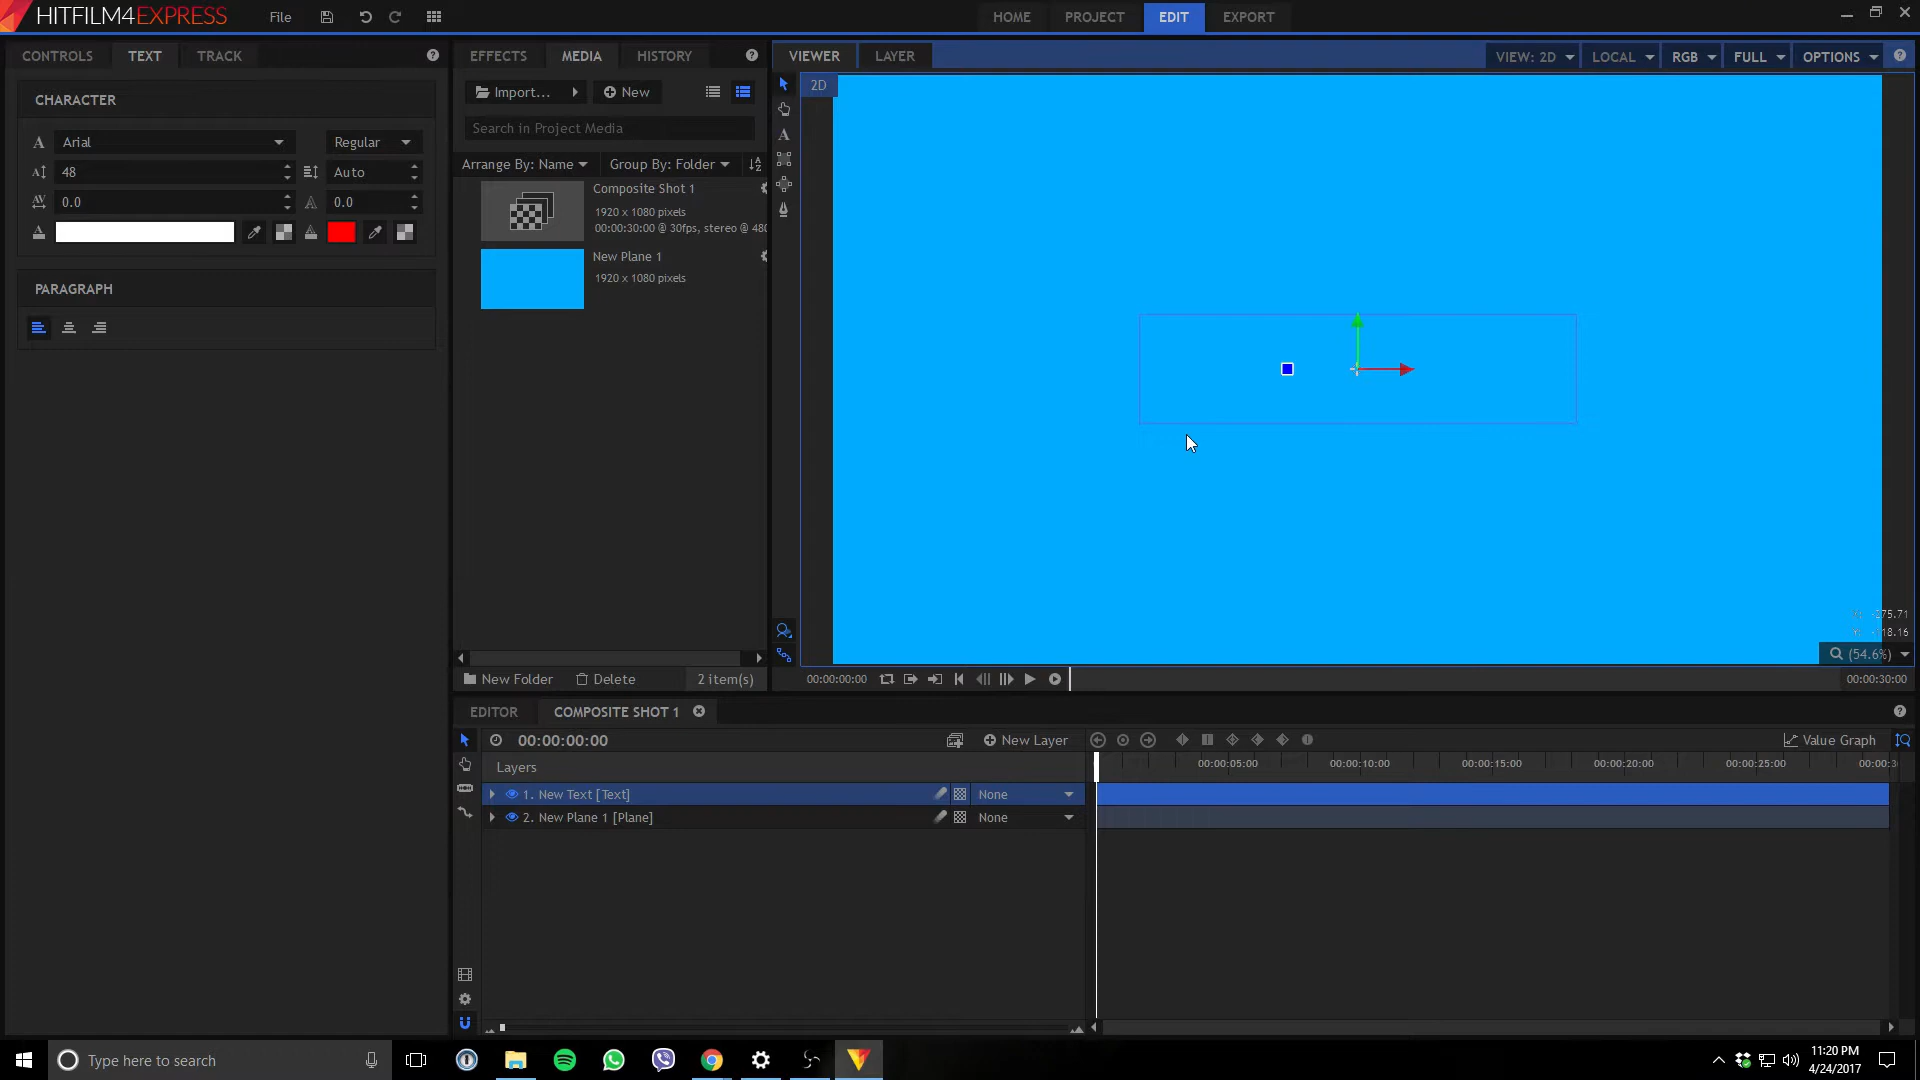 HITFILM4EXPRESS
File
HOME
PROJECT
EDIT
EXPORT
CONTROLS
TEXT
TRACK
EFFECTS
MEDIA
HISTORY
VIEWER
LAYER
VIEW: 2D
LOCAL
RGB
FULL
OPTIONS
CHARACTER
Arial
Regular
48
Auto
0.0
0.0
PARAGRAPH
Import...
New
Search in Project Media
Arrange By: Name
Group By: Folder
Composite Shot 1
1920 x 1080 pixels
00:00:30:00 @ 30fps, stereo @ 480
New Plane 1
1920 x 1080 pixels
2D
(54.6%)
New Folder
Delete
2 item(s)
00:00:00:00
00:00:30:00
EDITOR
COMPOSITE SHOT 1
00:00:00:00
New Layer
Value Graph
Layers
00:00:05:00
00:00:10:00
00:00:15:00
00:00:20:00
00:00:25:00
00:00:3
1. New Text [Text]
None
2. New Plane 1 [Plane]
None
Type here to search
11:20 PM
4/24/2017